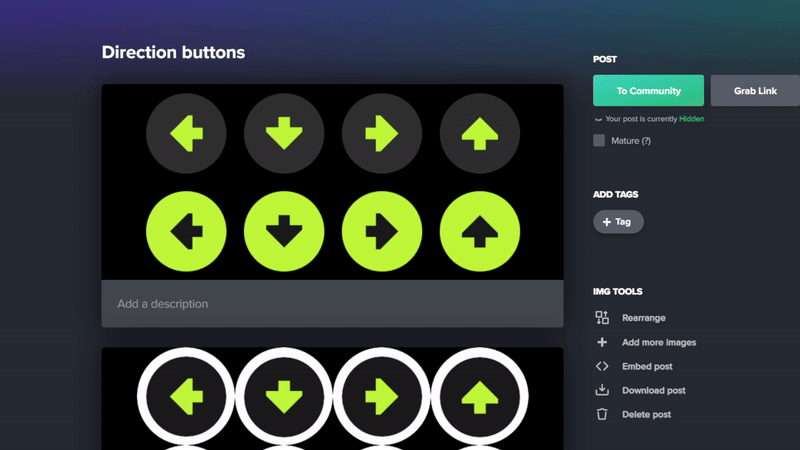 Direction buttons
POST
To Community
Grab Link
Your post is currently Hidden
Mature (?)
ADD TAGS
+ Tag
Add a description
IMG TOOLS
Rearrange
Add more images
Embed post
Download post
Delete post